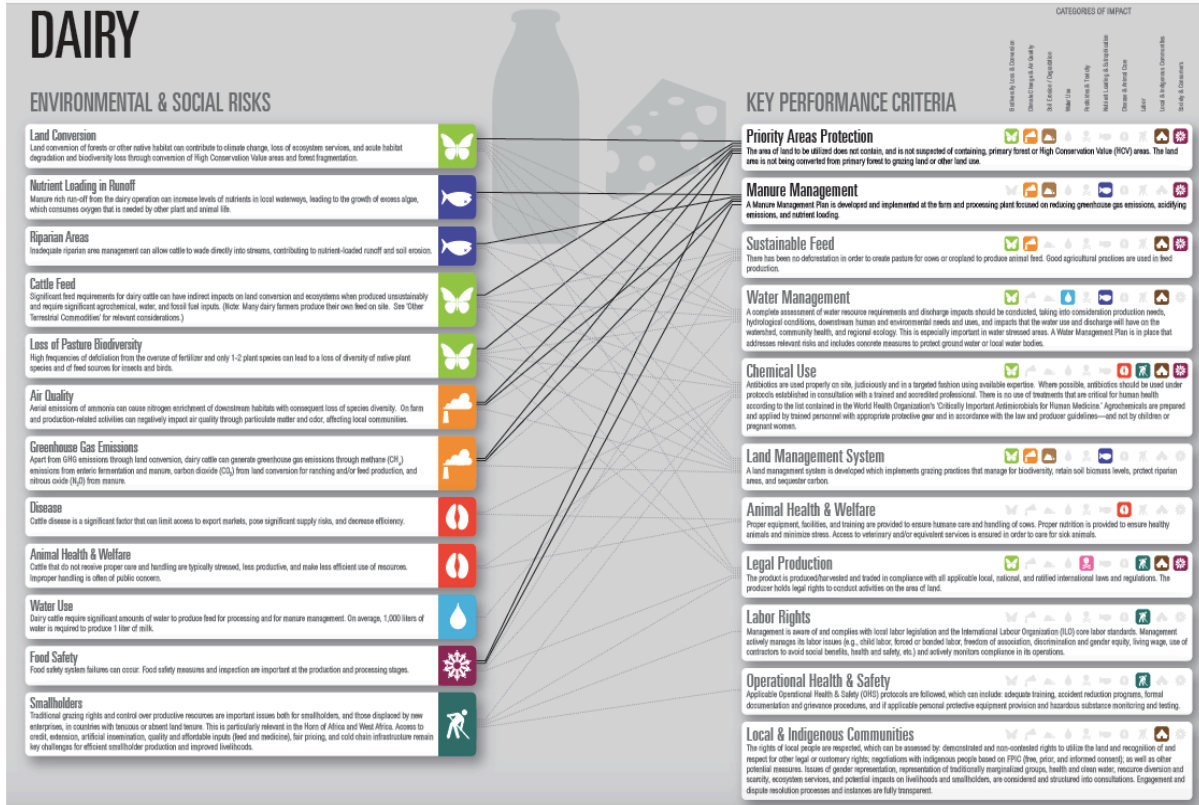 DAIRY
CATEGORIES OF IMPACT
Biodiversity Loss & Conversion
Climate Change & Air Quality
Soil Erosion / Degradation
Water Use
Pesticides & Toxicity
Nutrient Loading & Eutrophication
Disease & Animal Care
Labor
Local & Indigenous Communities
Society & Consumers
ENVIRONMENTAL & SOCIAL RISKS
Land Conversion
Land conversion of forests or other native habitat can contribute to climate change, loss of ecosystem services, and acute habitat
degradation and biodiversity loss through conversion of High Conservation Value areas and forest fragmentation.
Nutrient Loading in Runoff
Manure rich run-off from the dairy operation can increase levels of nutrients in local waterways, leading to the growth of excess algae,
which consumes oxygen that is needed by other plant and animal life.
Riparian Areas
Inadequate riparian area management can allow cattle to wade directly into streams, contributing to nutrient-loaded runoff and soil erosion.
Cattle Feed
Significant feed requirements for dairy cattle can have indirect impacts on land conversion and ecosystems when produced unsustainably
and require significant agrochemical, water, and fossil fuel inputs. (Note: Many dairy farmers produce their own feed on site. See 'Other
Terrestrial Commodities' for relevant considerations.)
Loss of Pasture Biodiversity
High frequencies of defoliation from the overuse of fertilizer and only 1-2 plant species can lead to a loss of diversity of native plant
species and of feed sources for insects and birds.
Air Quality
Aerial emissions of ammonia can cause nitrogen enrichment of downstream habitats with consequent loss of species diversity. On farm
and production-related activities can negatively impact air quality through particulate matter and odor, affecting local communities.
Greenhouse Gas Emissions
Apart from GHG emissions through land conversion, dairy cattle can generate greenhouse gas emissions through methane (CH4)
emissions from enteric fermentation and manure, carbon dioxide (CO2) from land conversion for ranching and/or feed production, and
nitrous oxide (N2O) from manure.
Disease
Cattle disease is a significant factor that can limit access to export markets, pose significant supply risks, and decrease efficiency.
Animal Health & Welfare
Cattle that do not receive proper care and handling are typically stressed, less productive, and make less efficient use of resources.
Improper handling is often of public concern.
Water Use
Dairy cattle require significant amounts of water to produce feed for processing and for manure management. On average, 1,000 liters of
water is required to produce 1 liter of milk.
Food Safety
Food safety system failures can occur. Food safety measures and inspection are important at the production and processing stages.
Smallholders
Traditional grazing rights and control over productive resources are important issues both for smallholders, and those displaced by new
enterprises, in countries with tenuous or absent land tenure. This is particularly relevant in the Horn of Africa and West Africa. Access to
credit, extension, artificial insemination, quality and affordable inputs (feed and medicine), fair pricing, and cold chain infrastructure remain
key challenges for efficient smallholder production and improved livelihoods.
KEY PERFORMANCE CRITERIA
Priority Areas Protection
The area of land to be utilized does not contain, and is not suspected of containing, primary forest or High Conservation Value (HCV) areas. The land
area is not being converted from primary forest to grazing land or other land use.
Manure Management
A Manure Management Plan is developed and implemented at the farm and processing plant focused on reducing greenhouse gas emissions, acidifying
emissions, and nutrient loading.
Sustainable Feed
There has been no deforestation in order to create pasture for cows or cropland to produce animal feed. Good agricultural practices are used in feed
production.
Water Management
A complete assessment of water resource requirements and discharge impacts should be conducted, taking into consideration production needs,
hydrological conditions, downstream human and environmental needs and uses, and impacts that the water use and discharge will have on the
watershed, community health, and regional ecology. This is especially important in water stressed areas. A Water Management Plan is in place that
addresses relevant risks and includes concrete measures to protect ground water or local water bodies.
Chemical Use
Antibiotics are used properly on site, judiciously and in a targeted fashion using available expertise. Where possible, antibiotics should be used under
protocols established in consultation with a trained and accredited professional. There is no use of treatments that are critical for human health
according to the list contained in the World Health Organization's 'Critically Important Antimicrobials for Human Medicine.' Agrochemicals are prepared
and applied by trained personnel with appropriate protective gear and in accordance with the law and producer guidelines—and not by children or
pregnant women.
Land Management System
A land managment system is developed which implements grazing practices that manage for biodiversity, retain soil biomass levels, protect riparian
areas, and sequester carbon.
Animal Health & Welfare
Proper equipment, facilities, and training are provided to ensure humane care and handling of cows. Proper nutrition is provided to ensure healthy
animals and minimize stress. Access to veterinary and/or equivalent services is ensured in order to care for sick animals.
Legal Production
The product is produced/harvested and traded in compliance with all applicable local, national, and ratified international laws and regulations. The
producer holds legal rights to conduct activities on the area of land.
Labor Rights
Management is aware of and complies with local labor legislation and the International Labour Organization (ILO) core labor standards. Management
actively manages its labor issues (e.g., child labor, forced or bonded labor, freedom of association, discrimination and gender equity, living wage, use of
contractors to avoid social benefits, health and safety, etc.) and actively monitors compliance in its operations.
Operational Health & Safety
Applicable Operational Health & Safety (OHS) protocols are followed, which can include: adequate training, accident reduction programs, formal
documentation and grievance procedures, and if applicable personal protective equipment provision and hazardous substance monitoring and testing.
Local & Indigenous Communities
The rights of local people are respected, which can be assessed by: demonstrated and non-contested rights to utilize the land and recognition of and
respect for other legal or customary rights; negotiations with indigenous people based on FPIC (free, prior, and informed consent); as well as other
potential measures. Issues of gender representation, representation of traditionally marginalized groups, health and clean water, resource diversion and
scarcity, ecosystem services, and potential impacts on livelihoods and smallholders, are considered and structured into consultations. Engagement and
dispute resolution processes and instances are fully transparent.